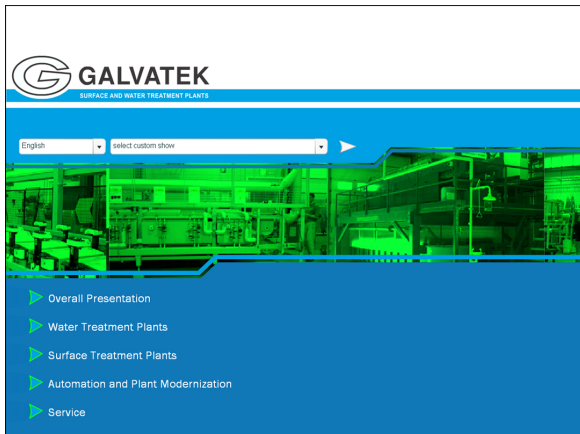 GALVATEK
SURFACE AND WATER TREATMENT PLANTS
English
select custom show
Overall Presentation
Water Treatment Plants
Surface Treatment Plants
Automation and Plant Modernization
Service